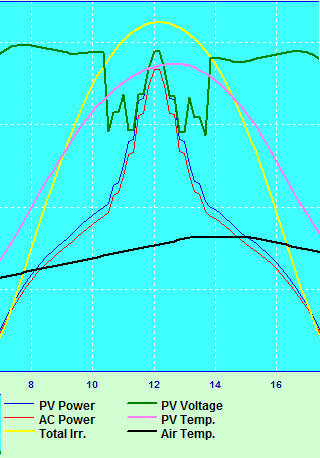 8 10 12 14 16
PV Power PV Voltage
AC Power PV Temp.
Total Irr. Air Temp.